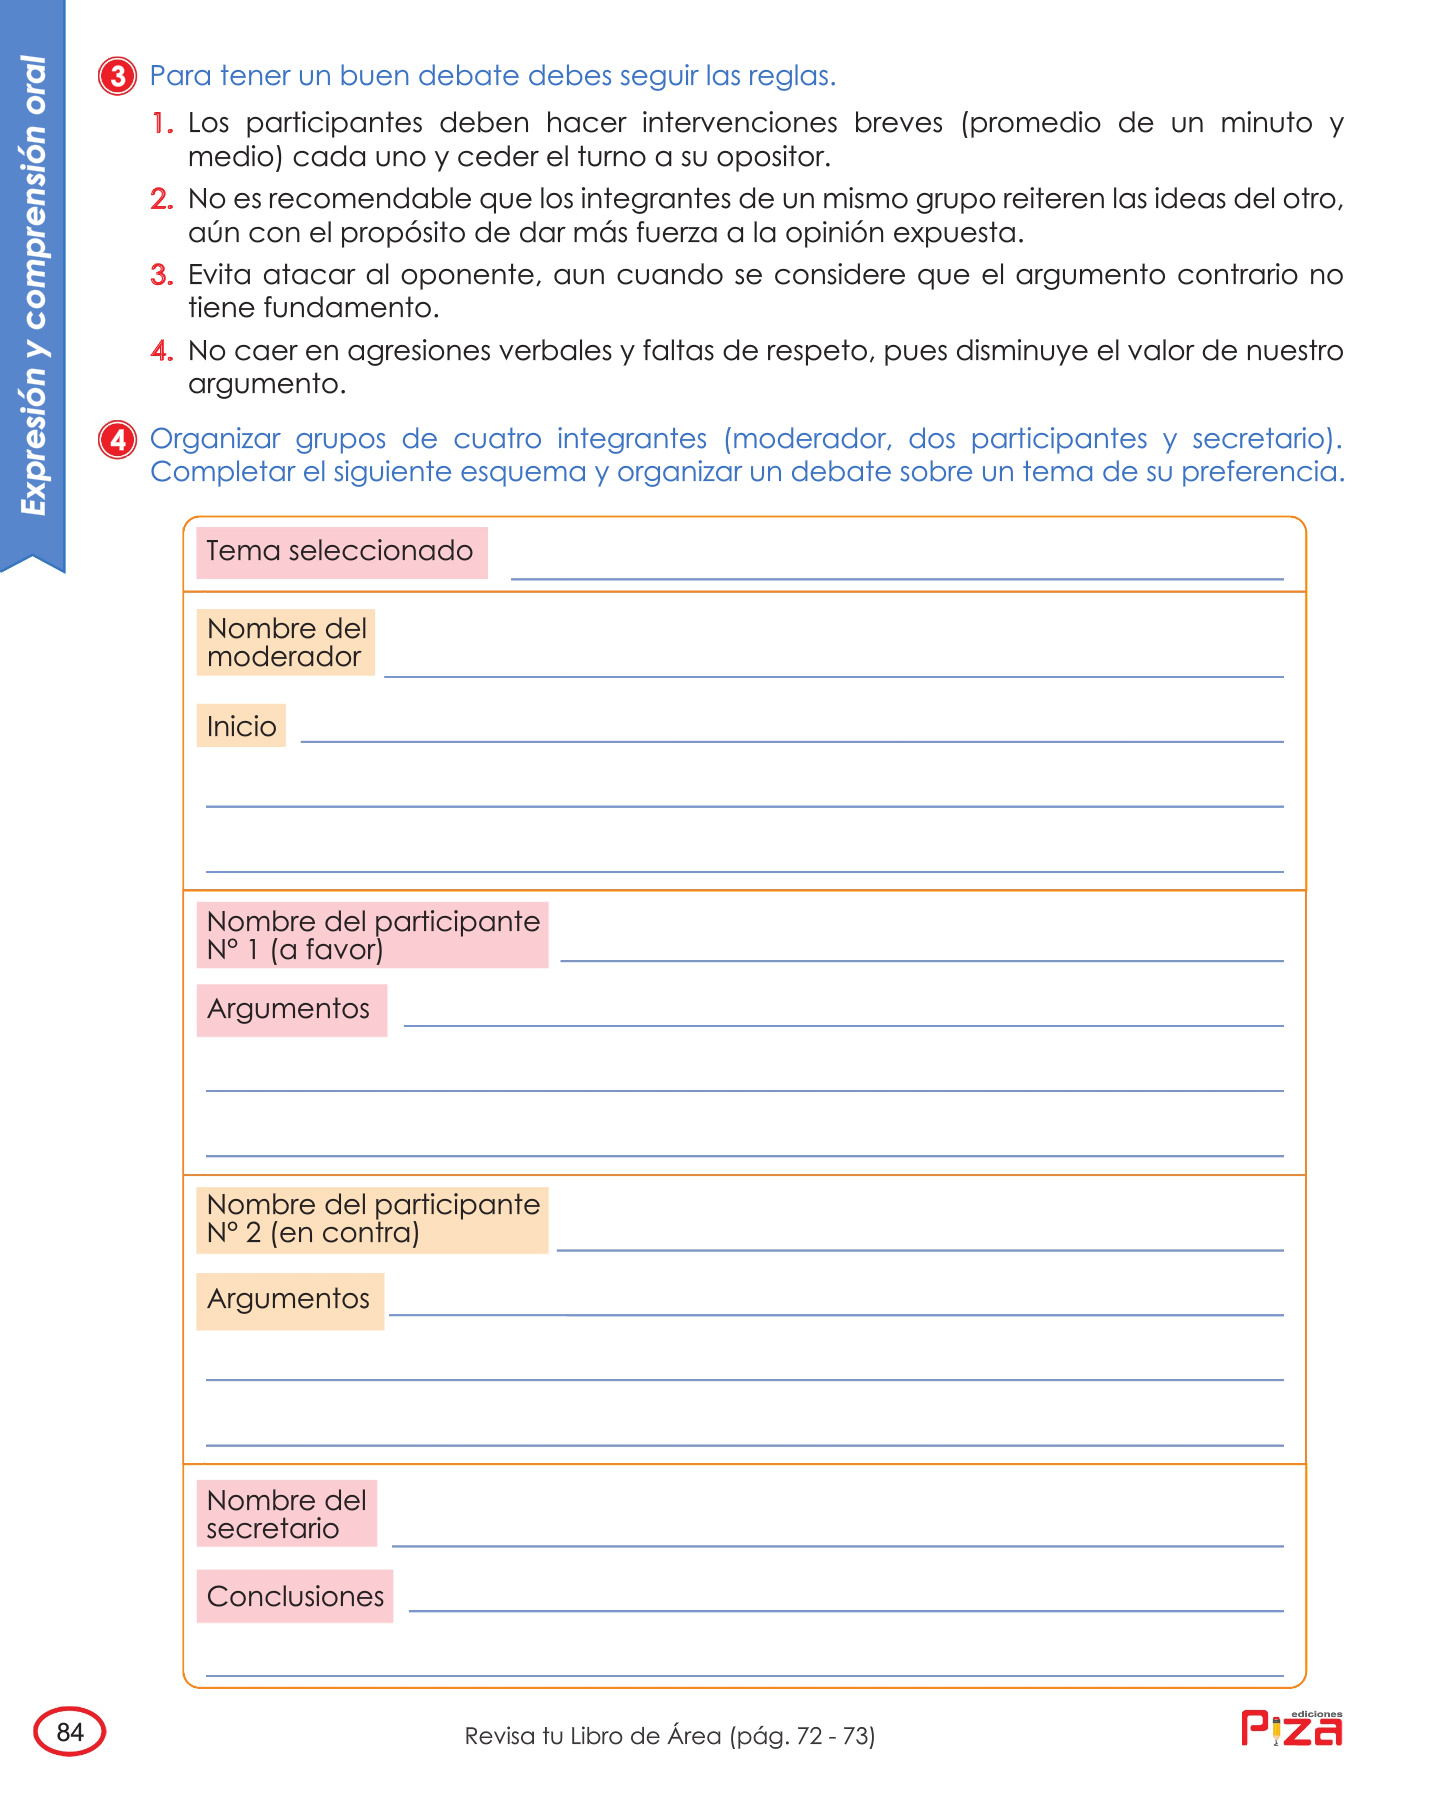 Expresión y comprensión oral
3 Para tener un buen debate debes seguir las reglas.
1. Los participantes deben hacer intervenciones breves (promedio de un minuto y
medio) cada uno y ceder el turno a su opositor.
2. No es recomendable que los integrantes de un mismo grupo reiteren las ideas del otro,
aún con el propósito de dar más fuerza a la opinión expuesta.
3. Evita atacar al oponente, aun cuando se considere que el argumento contrario no
tiene fundamento.
4. No caer en agresiones verbales y faltas de respeto, pues disminuye el valor de nuestro
argumento.
4 Organizar grupos de cuatro integrantes (moderador, dos participantes y secretario).
Completar el siguiente esquema y organizar un debate sobre un tema de su preferencia.
Tema seleccionado
Nombre del
moderador
Inicio
Nombre del participante
N° 1 (a favor)
Argumentos
Nombre del participante
N° 2 (en contra)
Argumentos
Nombre del
secretario
Conclusiones
84
Revisa tu Libro de Área (pág. 72 - 73)
ediciones
Piza